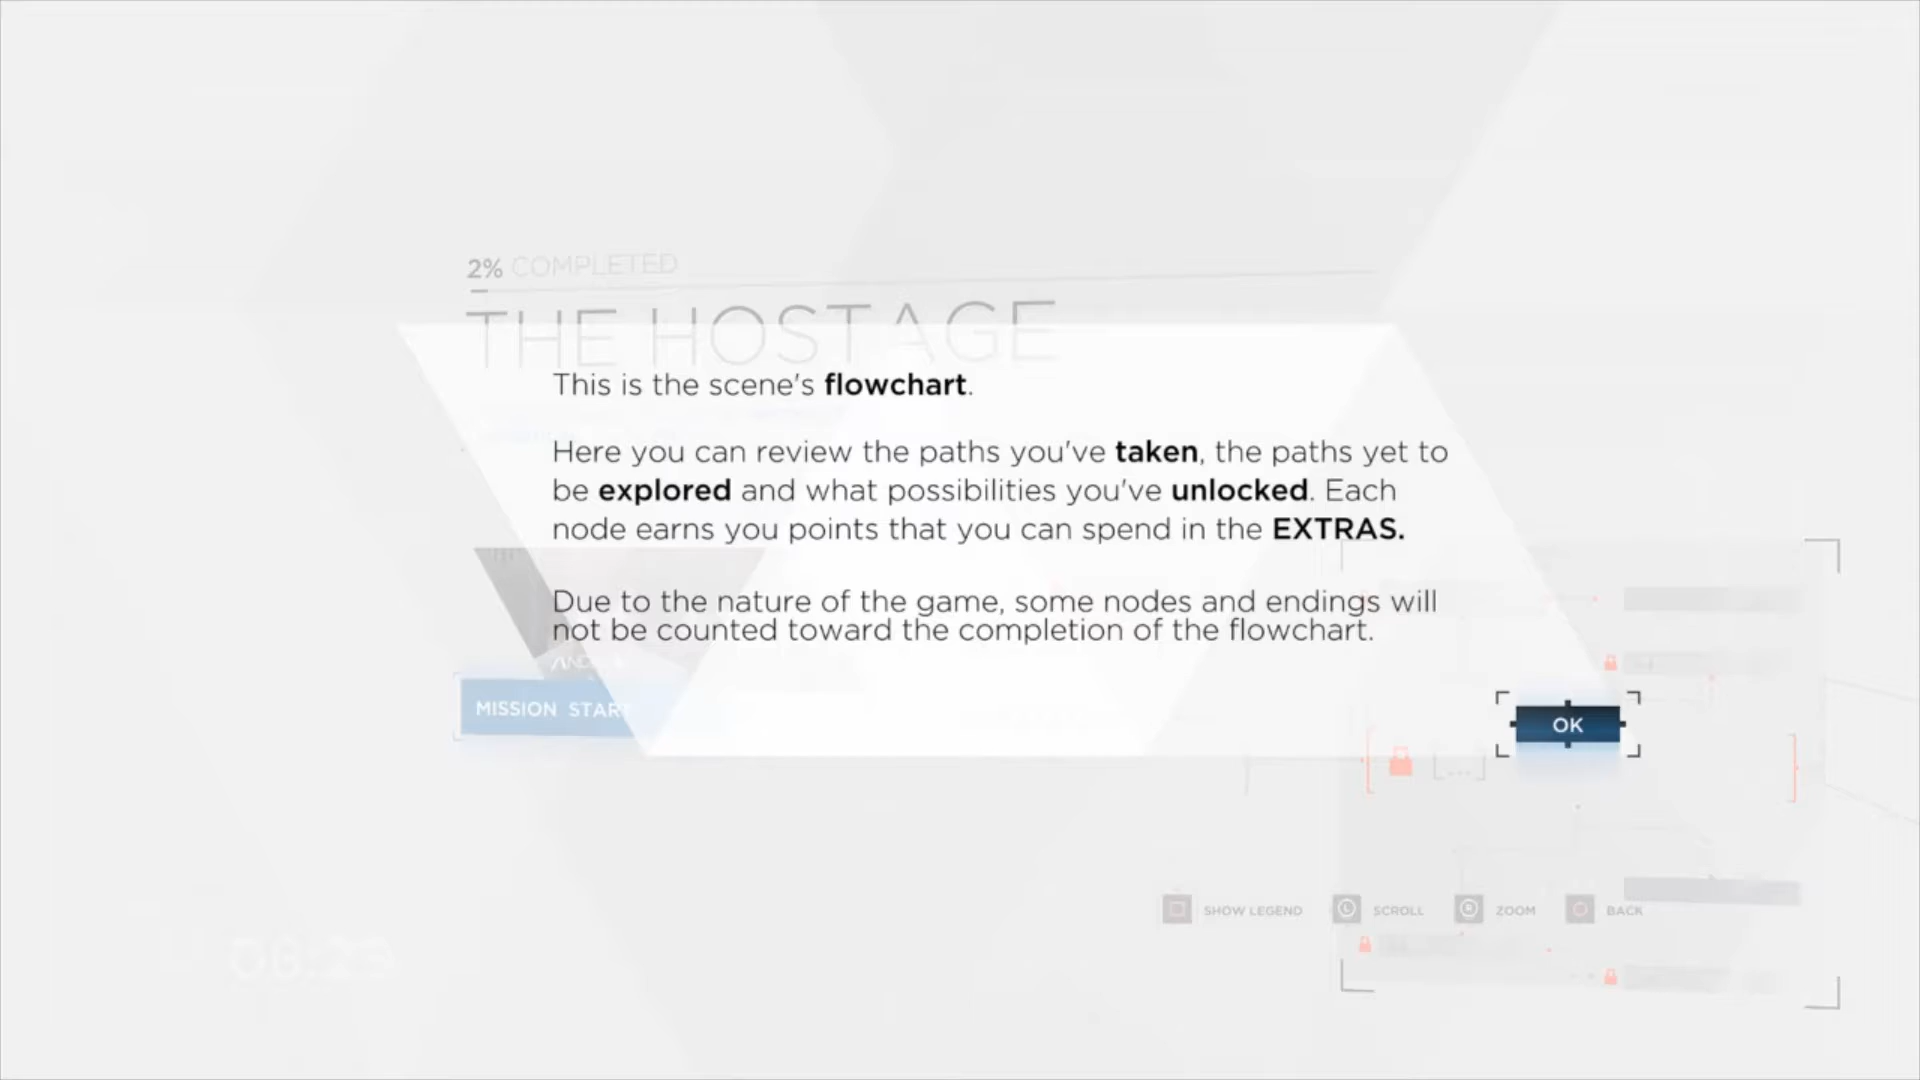 2% COMPLETED
THE HOSTAGE
This is the scene's flowchart.
Here you can review the paths you've taken, the paths yet to
be explored and what possibilities you've unlocked. Each
node earns you points that you can spend in the EXTRAS.
Due to the nature of the game, some nodes and endings will
not be counted toward the completion of the flowchart.
MISSION START
OK
SHOW LEGEND SCROLL ZOOM BACK